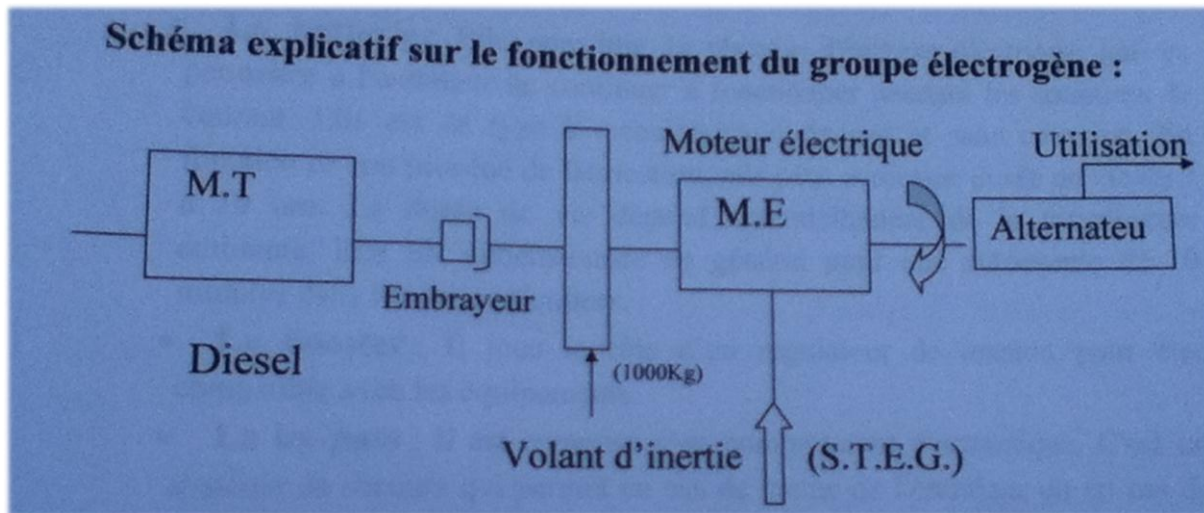 Schéma explicatif sur le fonctionnement du groupe électrogène :
Moteur électrique
Utilisation
M.T
M.E
Alternateu
Embrayeur
Diesel
(1000Kg)
Volant d'inertie
(S.T.E.G.)